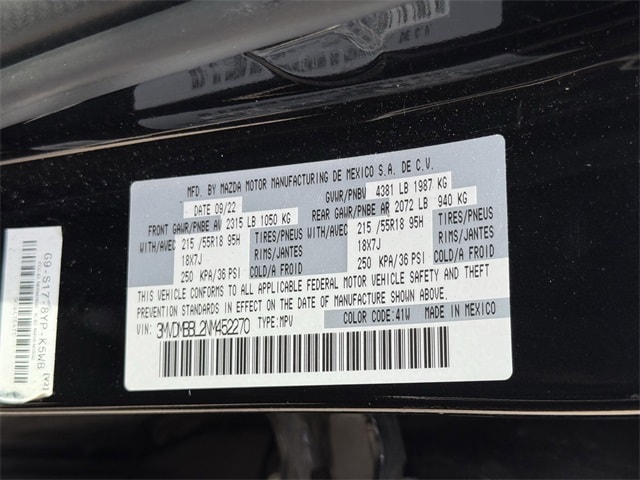 MFD. BY MAZDA MOTOR MANUFACTURING DE MEXICO S.A. DE C.V.
DATE 09/22 GVWR/PNBV 4381 LB 1987 KG
FRONT GAWR/PNBE AV 2315 LB 1050 KG REAR GAWR/PNBE AR 2072 LB 940 KG
WITH/AVEC 215 /55R18 95H TIRES/PNEUS WITH/AVEC 215 /55R18 95H TIRES/PNEUS
18X7J RIMS/JANTES 18X7J RIMS/JANTES
250 KPA/36 PSI COLD/A FROID 250 KPA/36 PSI COLD/A FROID
THIS VEHICLE CONFORMS TO ALL APPLICABLE FEDERAL MOTOR VEHICLE SAFETY AND THEFT
PREVENTION STANDARDS IN EFFECT ON THE DATE OF MANUFACTURE SHOWN ABOVE.
VIN: 3MVDMBBL2NM452270 TYPE:MPV COLOR CODE:41W MADE IN MEXICO